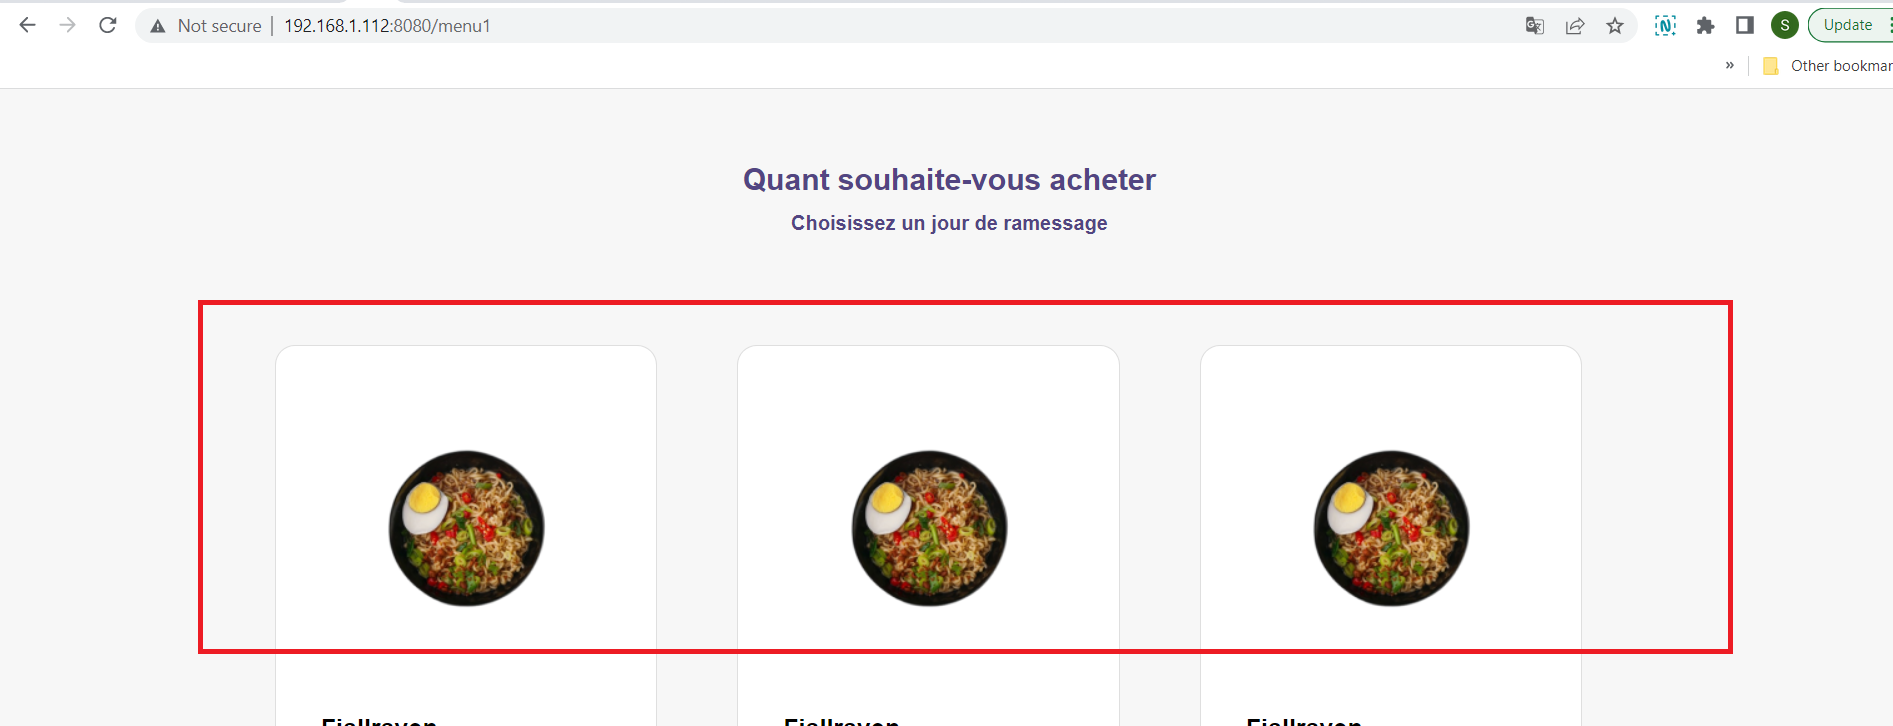 Not secure | 192.168.1.112:8080/menu1
S
Update
» Other bookmar
Quant souhaite-vous acheter
Choisissez un jour de ramessage